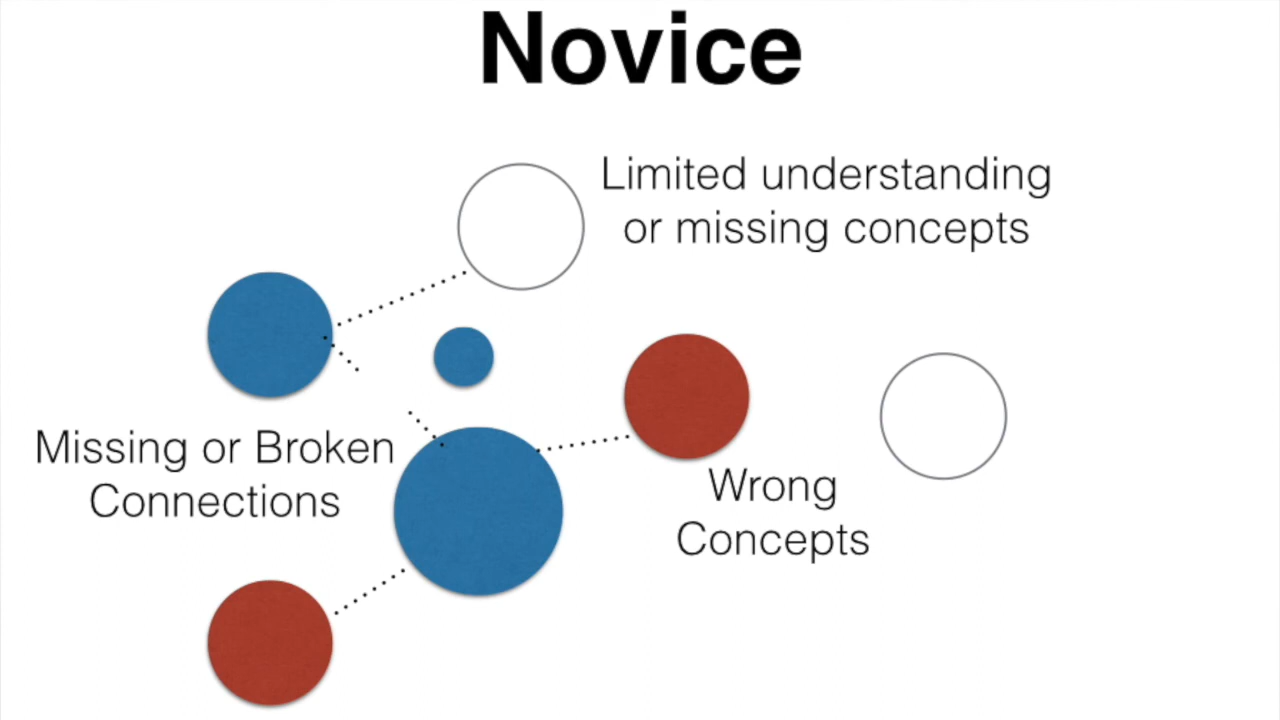 Novice
Limited understanding
or missing concepts
Missing or Broken
Connections
Wrong
Concepts